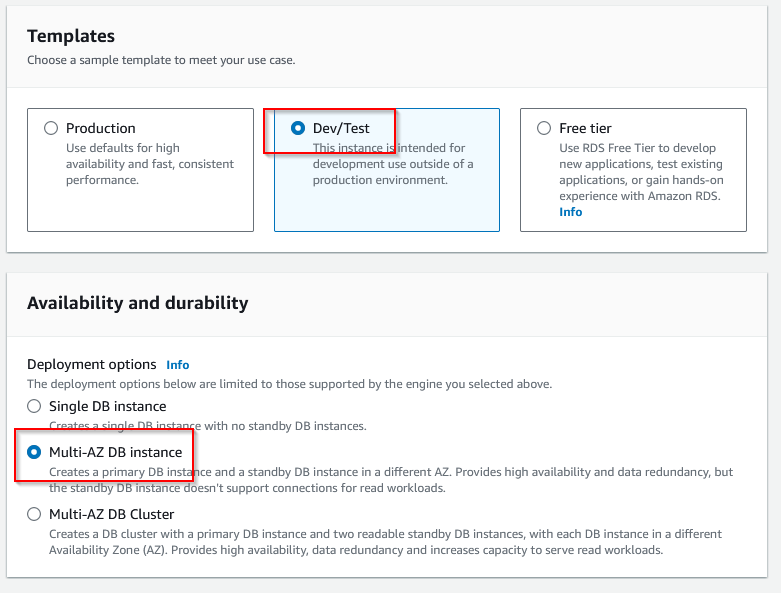 Templates
Choose a sample template to meet your use case.
Production
Use defaults for high
availability and fast, consistent
performance.
Dev/Test
This instance is intended for
development use outside of a
production environment.
Free tier
Use RDS Free Tier to develop
new applications, test existing
applications, or gain hands-on
experience with Amazon RDS.
Info
Availability and durability
Deployment options Info
The deployment options below are limited to those supported by the engine you selected above.
Single DB instance
Creates a single DB instance with no standby DB instances.
Multi-AZ DB instance
Creates a primary DB instance and a standby DB instance in a different AZ. Provides high availability and data redundancy, but
the standby DB instance doesn't support connections for read workloads.
Multi-AZ DB Cluster
Creates a DB cluster with a primary DB instance and two readable standby DB instances, with each DB instance in a different
Availability Zone (AZ). Provides high availability, data redundancy and increases capacity to serve read workloads.